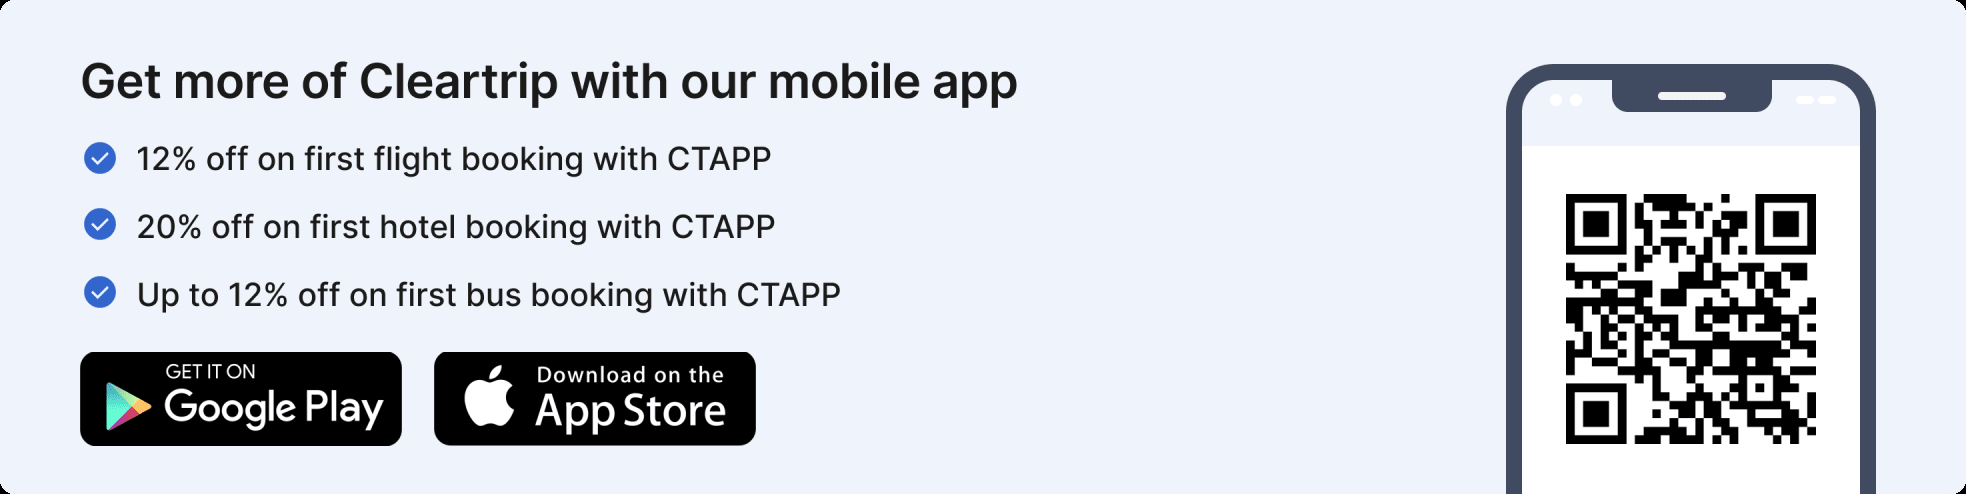 Get more of Cleartrip with our mobile app
12% off on first flight booking with CTAPP
20% off on first hotel booking with CTAPP
Up to 12% off on first bus booking with CTAPP
GET IT ON
Google Play
Download on the
App Store